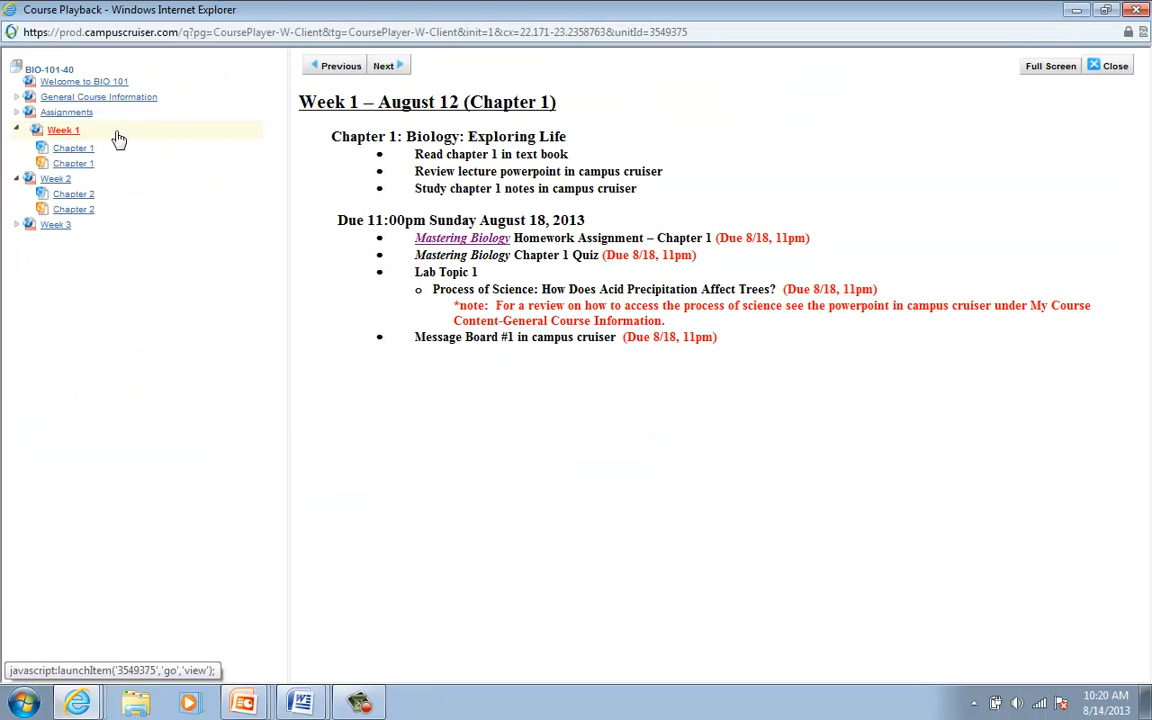 Course Playback - Windows Internet Explorer
https://prod.campuscruiser.com/q?pg=CoursePlayer-W-Client&tg=CoursePlayer-W-Client&init=1&cx=22.171-23.2358763&unitId=3549375
BIO-101-40
Welcome to BIO 101
General Course Information
Assignments
Week 1
Chapter 1
Chapter 1
Week 2
Chapter 2
Chapter 2
Week 3
Previous Next Full Screen Close
Week 1 – August 12 (Chapter 1)
Chapter 1: Biology: Exploring Life
• Read chapter 1 in text book
• Review lecture powerpoint in campus cruiser
• Study chapter 1 notes in campus cruiser
Due 11:00pm Sunday August 18, 2013
• Mastering Biology Homework Assignment – Chapter 1 (Due 8/18, 11pm)
• Mastering Biology Chapter 1 Quiz (Due 8/18, 11pm)
• Lab Topic 1
o Process of Science: How Does Acid Precipitation Affect Trees? (Due 8/18, 11pm)
*note: For a review on how to access the process of science see the powerpoint in campus cruiser under My Course
Content-General Course Information.
• Message Board #1 in campus cruiser (Due 8/18, 11pm)
javascript:launchItem('3549375','go','view');
10:20 AM
8/14/2013